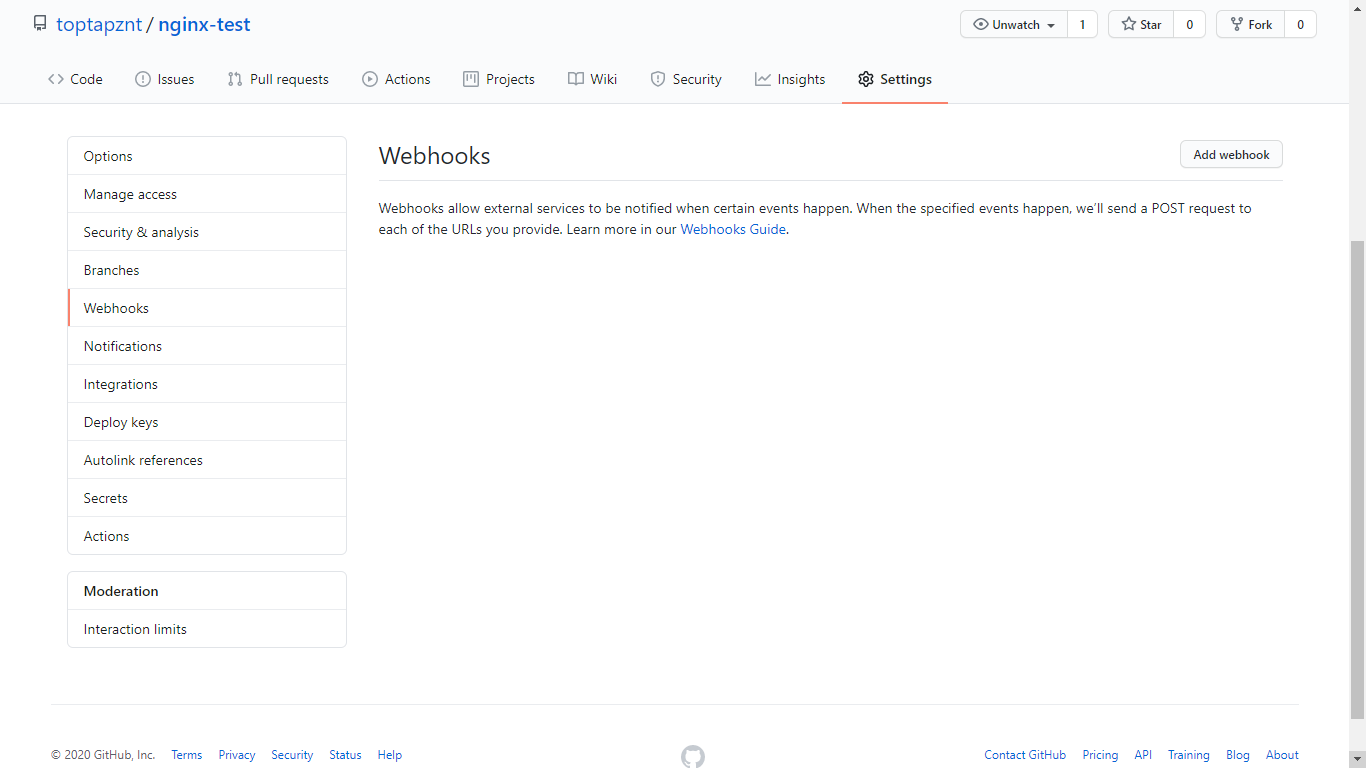 toptapznt / nginx-test
Unwatch 1 Star 0 Fork 0
Code Issues Pull requests Actions Projects Wiki Security Insights Settings
Options
Manage access
Security & analysis
Branches
Webhooks
Notifications
Integrations
Deploy keys
Autolink references
Secrets
Actions
Moderation
Interaction limits
Webhooks
Add webhook
Webhooks allow external services to be notified when certain events happen. When the specified events happen, we’ll send a POST request to
each of the URLs you provide. Learn more in our Webhooks Guide.
© 2020 GitHub, Inc. Terms Privacy Security Status Help Contact GitHub Pricing API Training Blog About